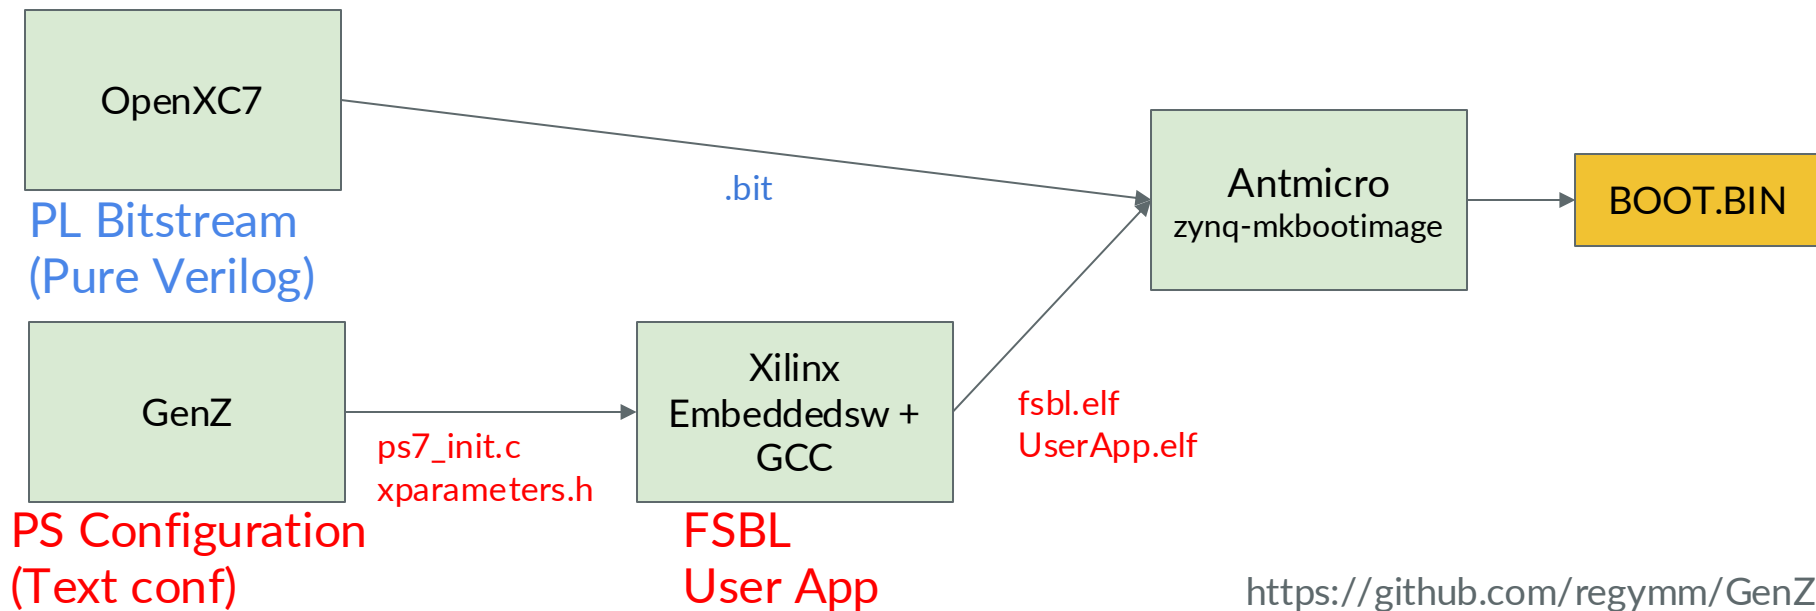 OpenXC7
PL Bitstream
(Pure Verilog)
.bit
Antmicro
zynq-mkbootimage
BOOT.BIN
GenZ
PS Configuration
(Text conf)
ps7_init.c
xparameters.h
Xilinx
Embeddedsw +
GCC
FSBL
User App
fsbl.elf
UserApp.elf
https://github.com/regymm/GenZ